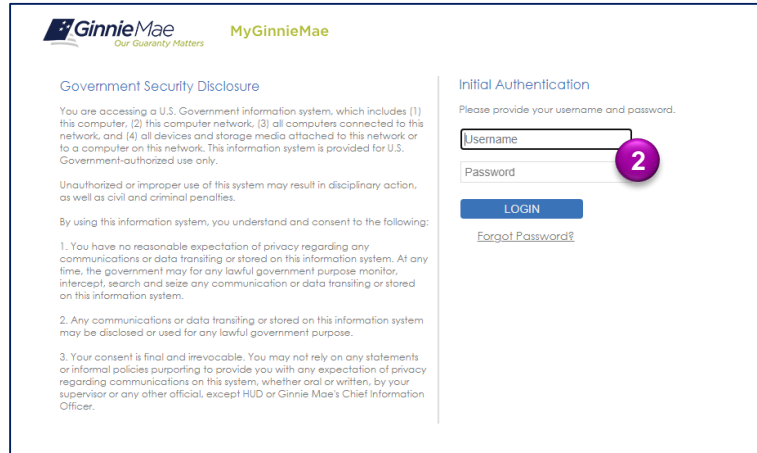 GinnieMae
Our Guaranty Matters
MyGinnieMae
Government Security Disclosure
You are accessing a U.S. Government information system, which includes (1)
this computer, (2) this computer network, (3) all computers connected to this
network, and (4) all devices and storage media attached to this network or
to a computer on this network. This information system is provided for U.S.
Government-authorized use only.
Unauthorized or improper use of this system may result in disciplinary action,
as well as civil and criminal penalties.
By using this information system, you understand and consent to the following:
1. You have no reasonable expectation of privacy regarding any
communications or data transiting or stored on this information system. At any
time, the government may for any lawful government purpose monitor,
intercept, search and seize any communication or data transiting or stored
on this information system.
2. Any communications or data transiting or stored on this information system
may be disclosed or used for any lawful government purpose.
3. Your consent is final and irrevocable. You may not rely on any statements
or informal policies purporting to provide you with any expectation of privacy
regarding communications on this system, whether oral or written, by your
supervisor or any other official, except HUD or Ginnie Mae's Chief Information
Officer.
Initial Authentication
Please provide your username and password.
Username
2
Password
LOGIN
Forgot Password?